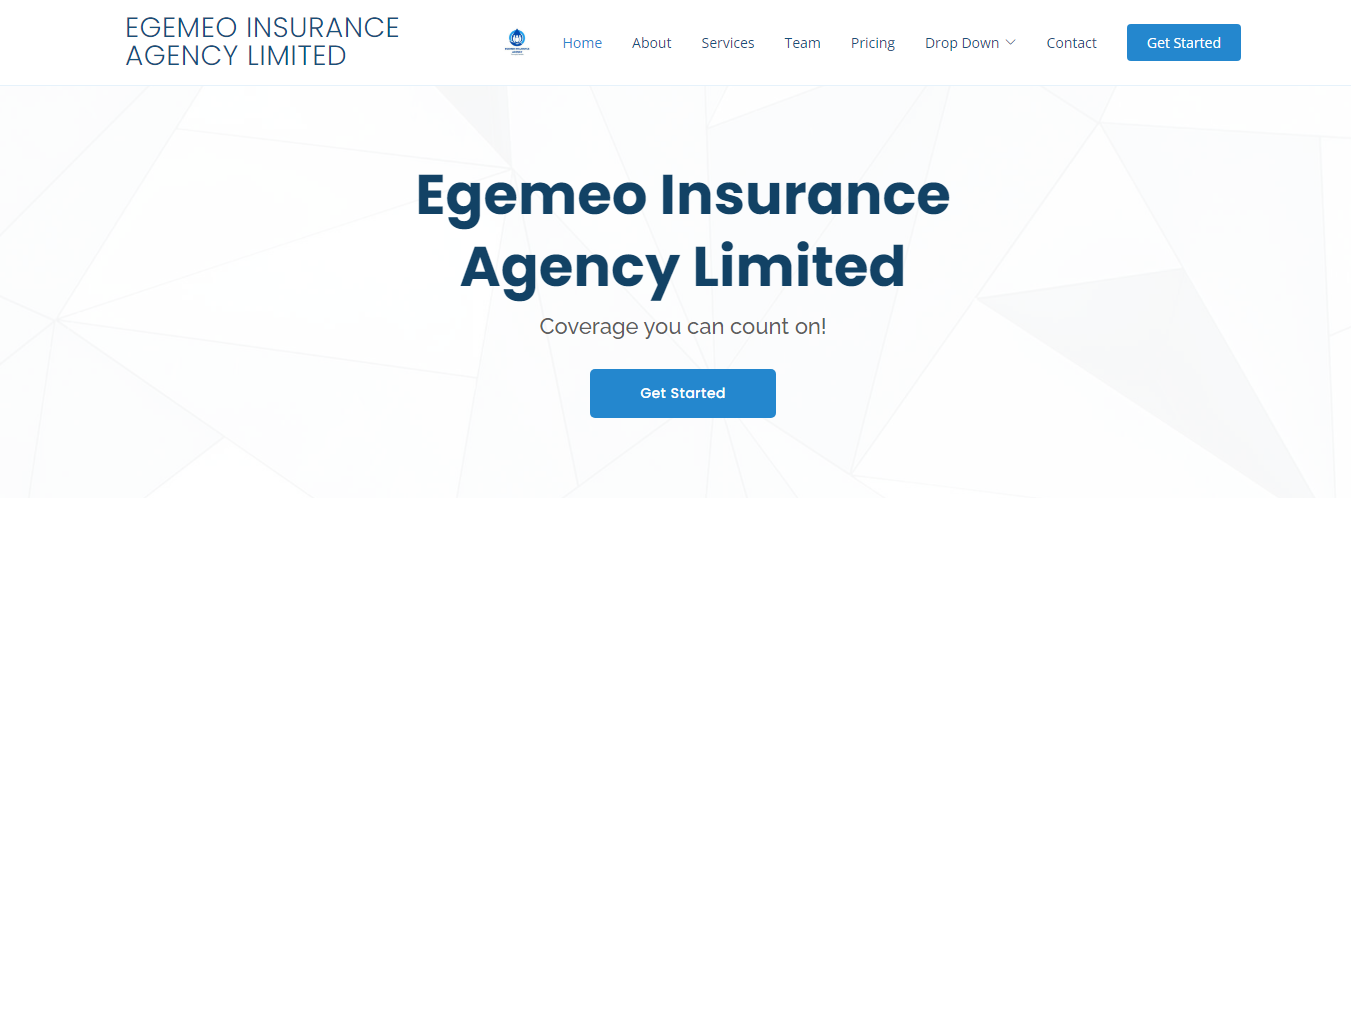 EGEMEO INSURANCE
AGENCY LIMITED
Home About Services Team Pricing Drop Down Contact Get Started
Egemeo Insurance
Agency Limited
Coverage you can count on!
Get Started